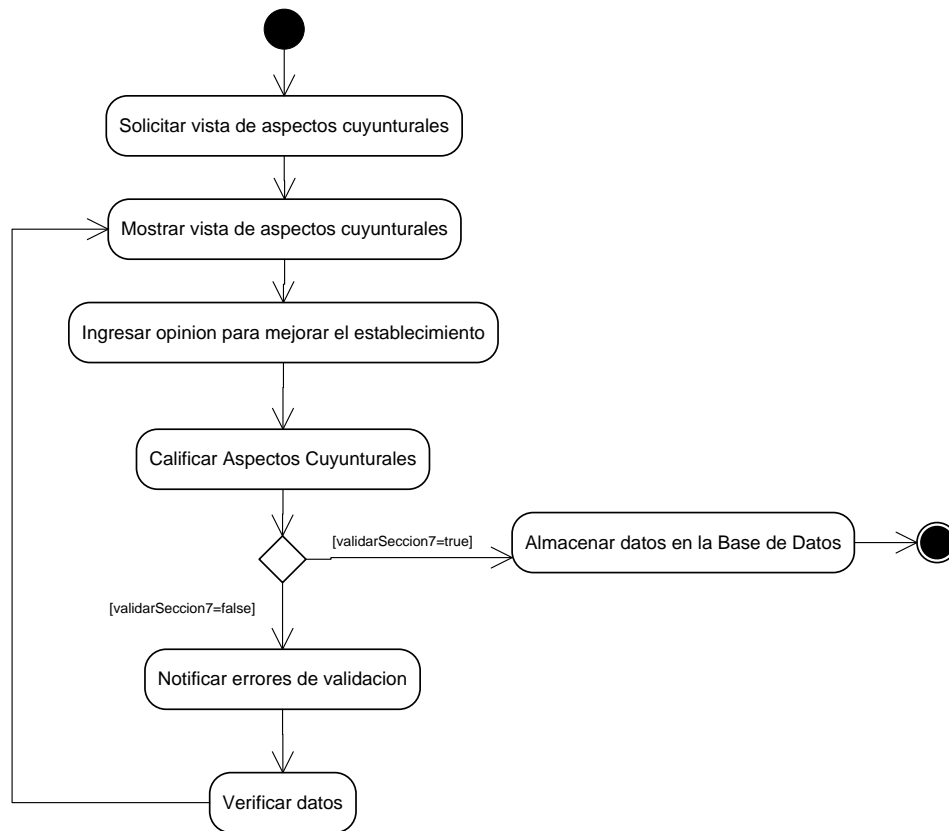 Solicitar vista de aspectos cuyunturales
Mostrar vista de aspectos cuyunturales
Ingresar opinion para mejorar el establecimiento
Calificar Aspectos Cuyunturales
[validarSeccion7=true]
Almacenar datos en la Base de Datos
[validarSeccion7=false]
Notificar errores de validacion
Verificar datos